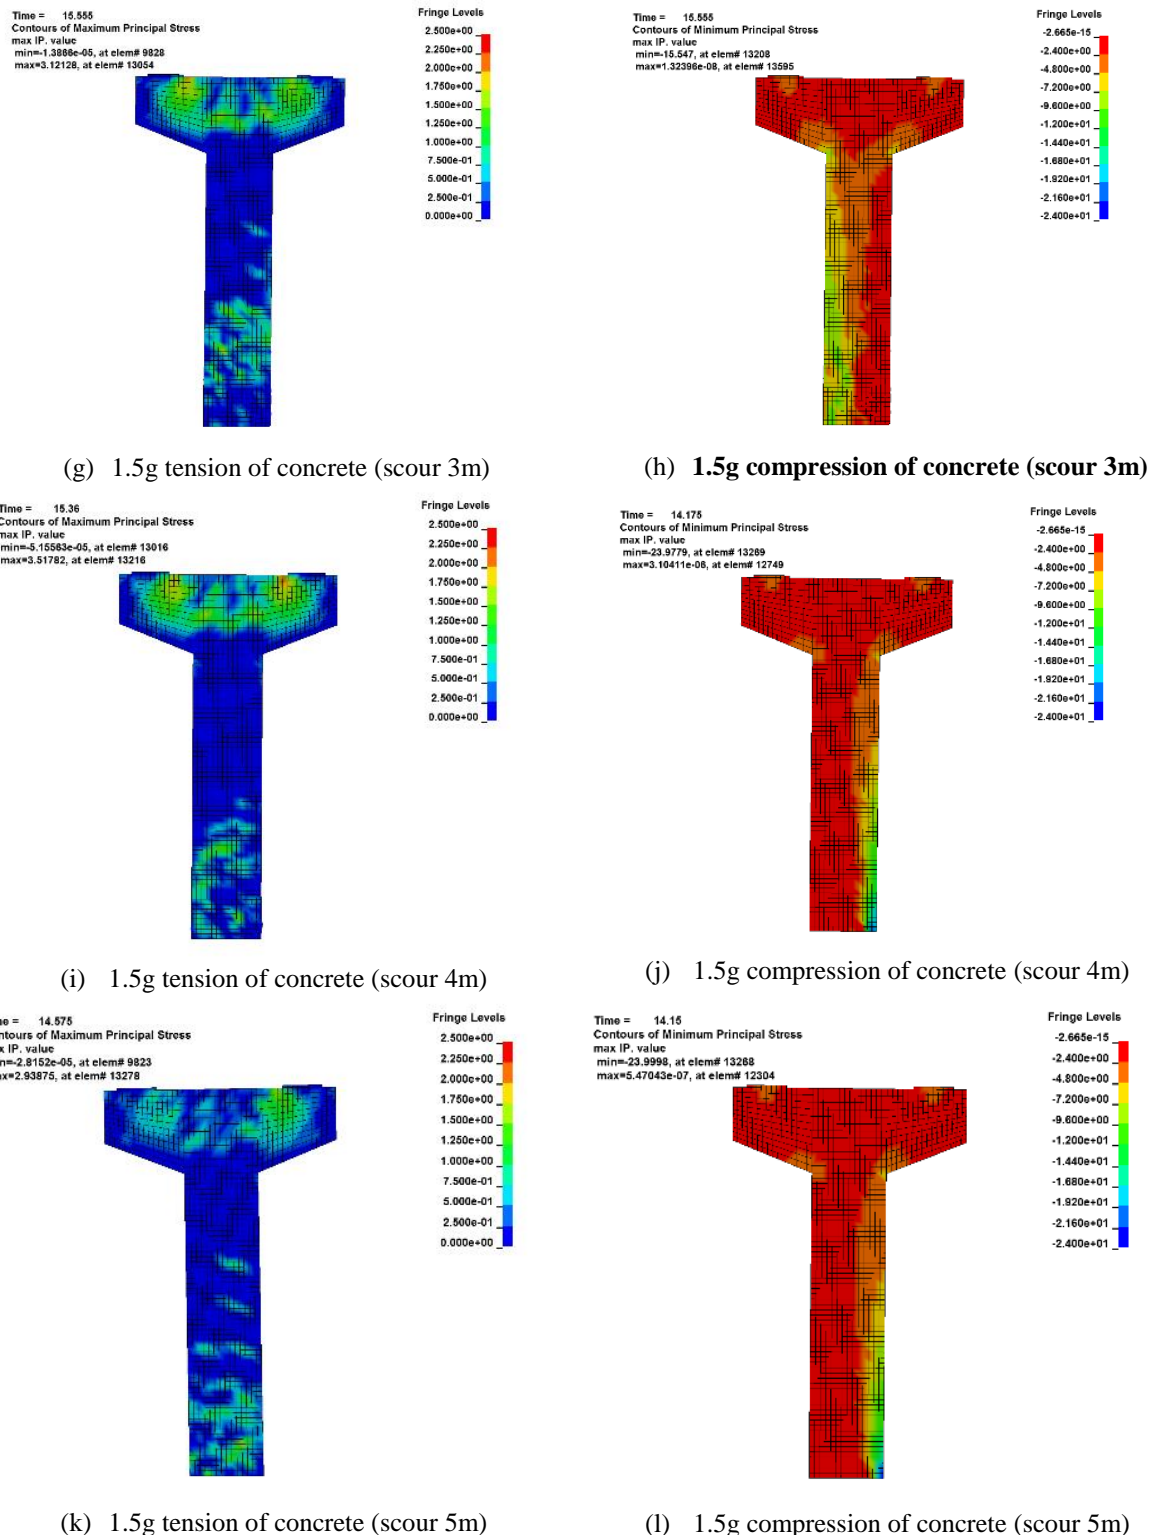 Time = 15.555
Contours of Maximum Principal Stress
max IP. value
min=-1.3866e-05, at elem# 9828
max=3.12128, at elem# 13054
Fringe Levels
2.500e+00
2.250e+00
2.000e+00
1.750e+00
1.500e+00
1.250e+00
1.000e+00
7.500e-01
5.000e-01
2.500e-01
0.000e+00
Time = 15.555
Contours of Minimum Principal Stress
max IP. value
min=-15.547, at elem# 13208
max=1.32396e-08, at elem# 13595
Fringe Levels
-2.665e-15
-2.400e+00
-4.800e+00
-7.200e+00
-9.600e+00
-1.200e+01
-1.440e+01
-1.680e+01
-1.920e+01
-2.160e+01
-2.400e+01
(g) 1.5g tension of concrete (scour 3m)
(h) 1.5g compression of concrete (scour 3m)
Time = 15.36
Contours of Maximum Principal Stress
max IP. value
min=-5.15563e-05, at elem# 13016
max=3.51782, at elem# 13216
Fringe Levels
2.500e+00
2.250e+00
2.000e+00
1.750e+00
1.500e+00
1.250e+00
1.000e+00
7.500e-01
5.000e-01
2.500e-01
0.000e+00
Time = 14.175
Contours of Minimum Principal Stress
max IP. value
min=-23.9779, at elem# 13269
max=3.10411e-06, at elem# 12749
Fringe Levels
-2.665e-15
-2.400e+00
-4.800e+00
-7.200e+00
-9.600e+00
-1.200e+01
-1.440e+01
-1.680e+01
-1.920e+01
-2.160e+01
-2.400e+01
(i) 1.5g tension of concrete (scour 4m)
(j) 1.5g compression of concrete (scour 4m)
ne = 14.575
ntours of Maximum Principal Stress
x IP. value
n=-2.8152e-05, at elem# 9823
ax=2.93875, at elem# 13278
Fringe Levels
2.500e+00
2.250e+00
2.000e+00
1.750e+00
1.500e+00
1.250e+00
1.000e+00
7.500e-01
5.000e-01
2.500e-01
0.000e+00
Time = 14.15
Contours of Minimum Principal Stress
max IP. value
min=-23.9998, at elem# 13268
max=5.47043e-07, at elem# 12304
Fringe Levels
-2.665e-15
-2.400e+00
-4.800e+00
-7.200e+00
-9.600e+00
-1.200e+01
-1.440e+01
-1.680e+01
-1.920e+01
-2.160e+01
-2.400e+01
(k) 1.5g tension of concrete (scour 5m)
(l) 1.5g compression of concrete (scour 5m)